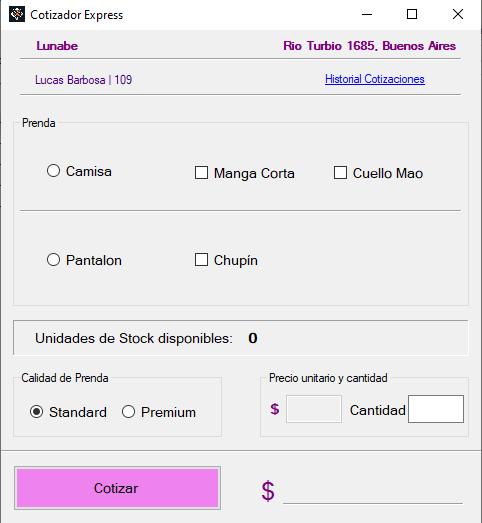 Cotizador Express
Lunabe Rio Turbio 1685, Buenos Aires
Lucas Barbosa | 109 Historial Cotizaciones
Prenda
Camisa Manga Corta Cuello Mao
Pantalon Chupín
Unidades de Stock disponibles: 0
Calidad de Prenda Precio unitario y cantidad
Standard Premium $ Cantidad
Cotizar $